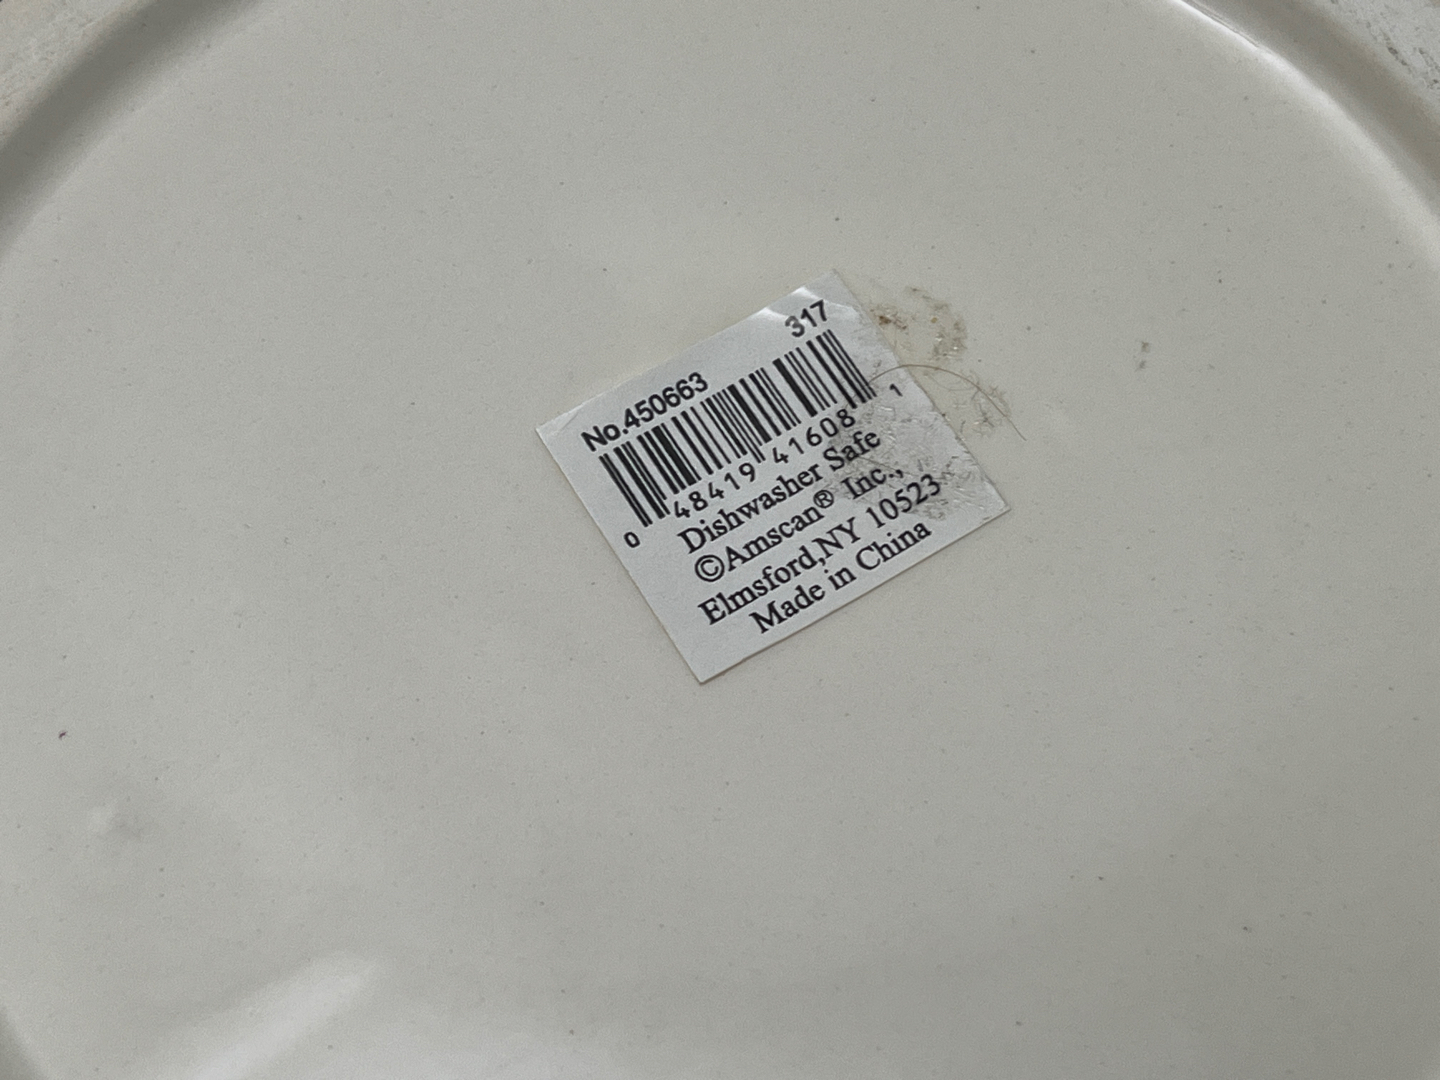 No.450663 317
0 48419 41608 1
Dishwasher Safe
©Amscan® Inc.,
Elmsford,NY 10523
Made in China